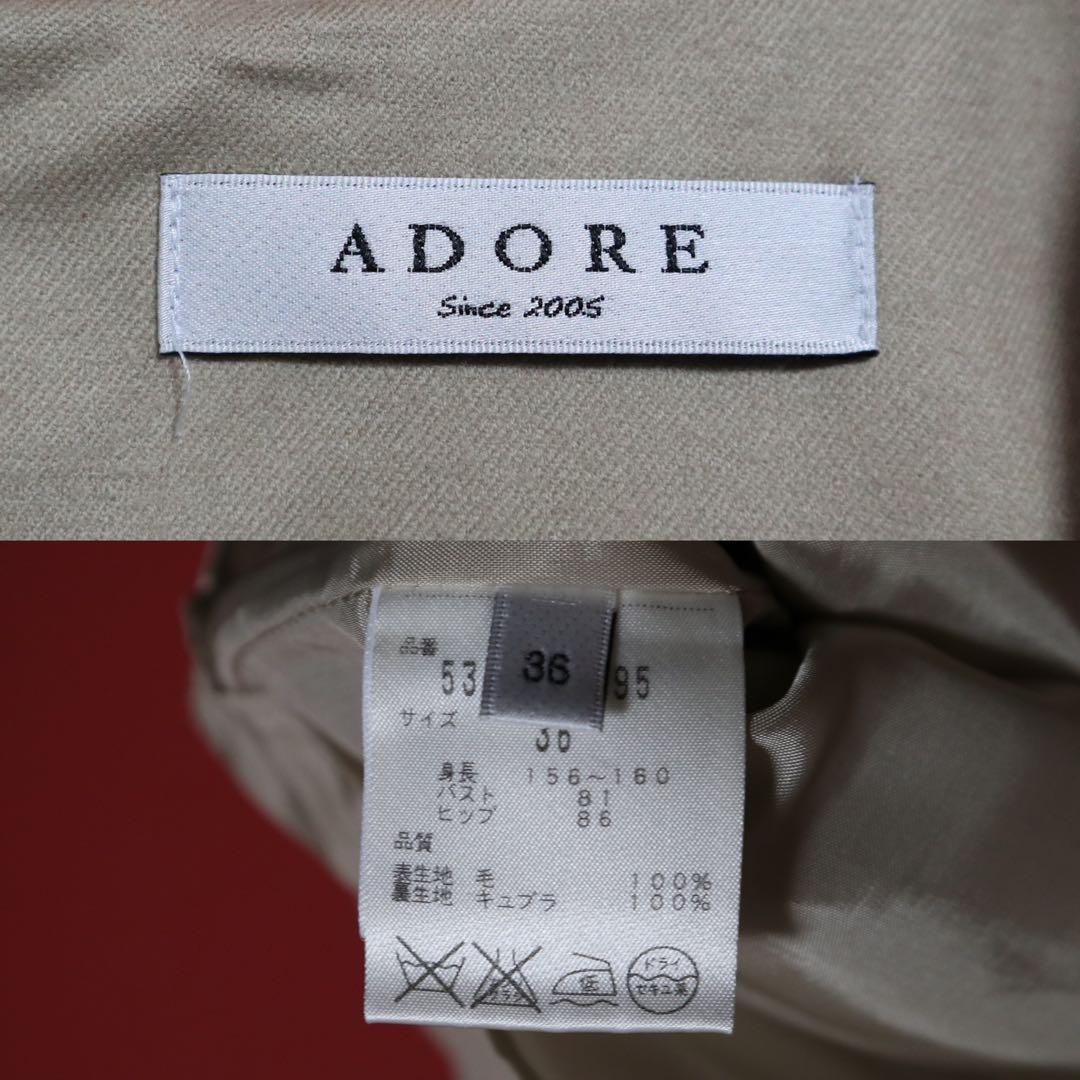 ADORE
Since 2005
品番
53 36 95
サイズ
36
身長 156~160
バスト 81
ヒップ 86
品質
表生地 毛 100%
裏生地 キュプラ 100%
ドライ
セキユ系